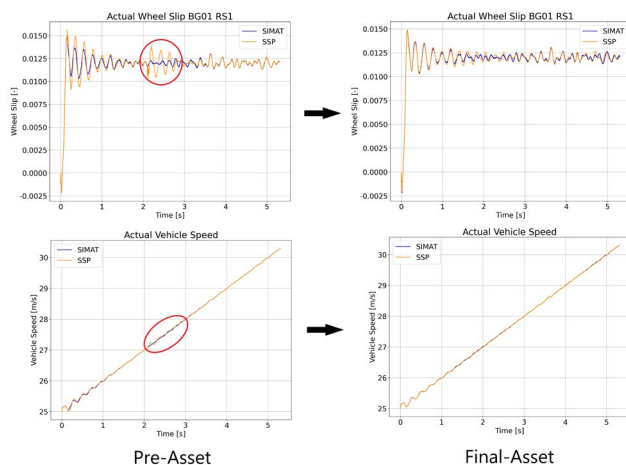 Actual Wheel Slip BG01 RS1
0.0150
0.0125
0.0100
0.0075
0.0050
0.0025
0.0000
-0.0025
Wheel Slip [-]
SIMAT
SSP
0 1 2 3 4 5
Time [s]
Actual Wheel Slip BG01 RS1
0.0150
0.0125
0.0100
0.0075
0.0050
0.0025
0.0000
-0.0025
Wheel Slip [-]
SIMAT
SSP
0 1 2 3 4 5
Time [s]
Actual Vehicle Speed
30
29
28
27
26
25
Vehicle Speed [m/s]
SIMAT
SSP
0 1 2 3 4 5
Time [s]
Actual Vehicle Speed
30
29
28
27
26
25
Vehicle Speed [m/s]
SIMAT
SSP
0 1 2 3 4 5
Time [s]
Pre-Asset
Final-Asset